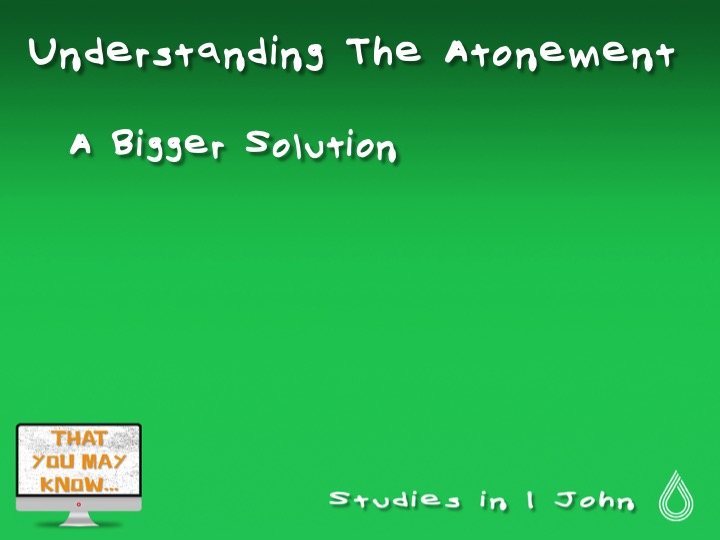 Understanding The Atonement
A Bigger Solution
THAT
YOU MAY
KNOW...
Studies in 1 John